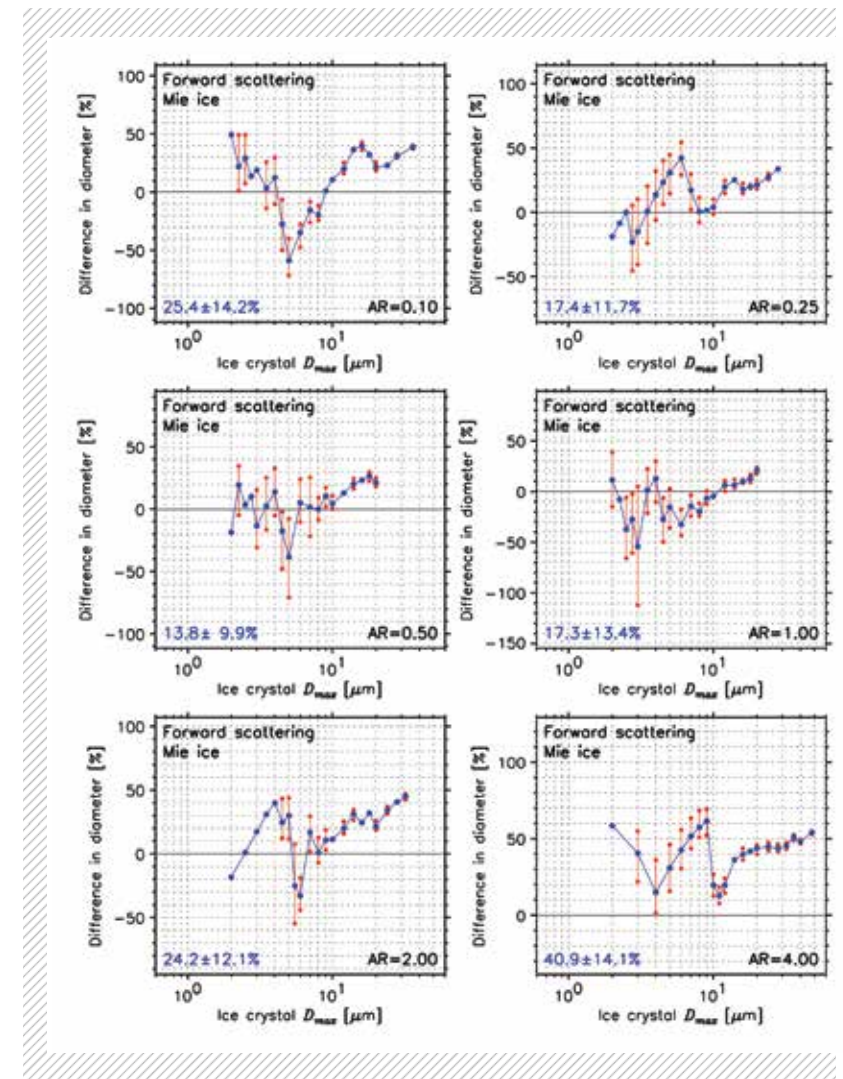 Forward scattering
Mie ice
Difference in diameter [%]
100
50
0
−50
−100
25.4±14.2%
AR=0.10
10⁰
10¹
Ice crystal Dmax [μm]
Forward scattering
Mie ice
Difference in diameter [%]
100
50
0
−50
17.4±11.7%
AR=0.25
10⁰
10¹
Ice crystal Dmax [μm]
Forward scattering
Mie ice
Difference in diameter [%]
50
0
−50
−100
13.8± 9.9%
AR=0.50
10⁰
10¹
Ice crystal Dmax [μm]
Forward scattering
Mie ice
Difference in diameter [%]
50
0
−50
−100
−150
17.3±13.4%
AR=1.00
10⁰
10¹
Ice crystal Dmax [μm]
Forward scattering
Mie ice
Difference in diameter [%]
100
50
0
−50
24.2±12.1%
AR=2.00
10⁰
10¹
Ice crystal Dmax [μm]
Forward scattering
Mie ice
Difference in diameter [%]
100
50
0
40.9±14.1%
AR=4.00
10⁰
10¹
Ice crystal Dmax [μm]